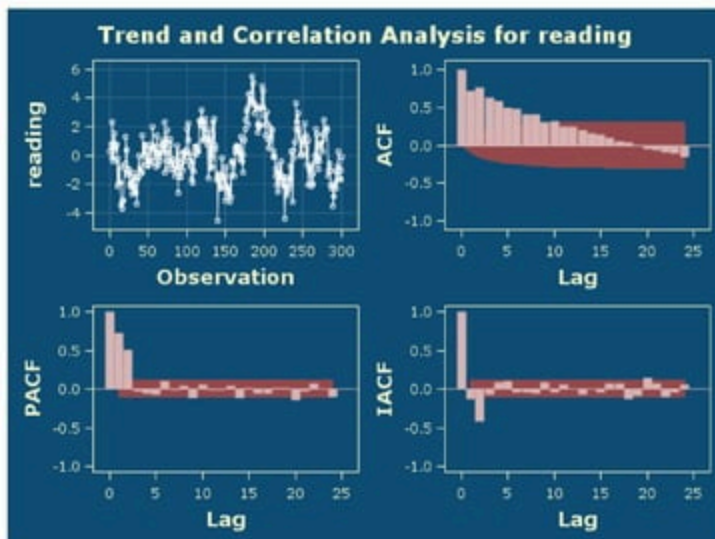 Trend and Correlation Analysis for reading
6
4
2
0
-2
-4
reading
0 50 100 150 200 250 300
Observation
1.0
0.5
0.0
-0.5
-1.0
ACF
0 5 10 15 20 25
Lag
1.0
0.5
0.0
-0.5
-1.0
PACF
0 5 10 15 20 25
Lag
1.0
0.5
0.0
-0.5
-1.0
IACF
0 5 10 15 20 25
Lag